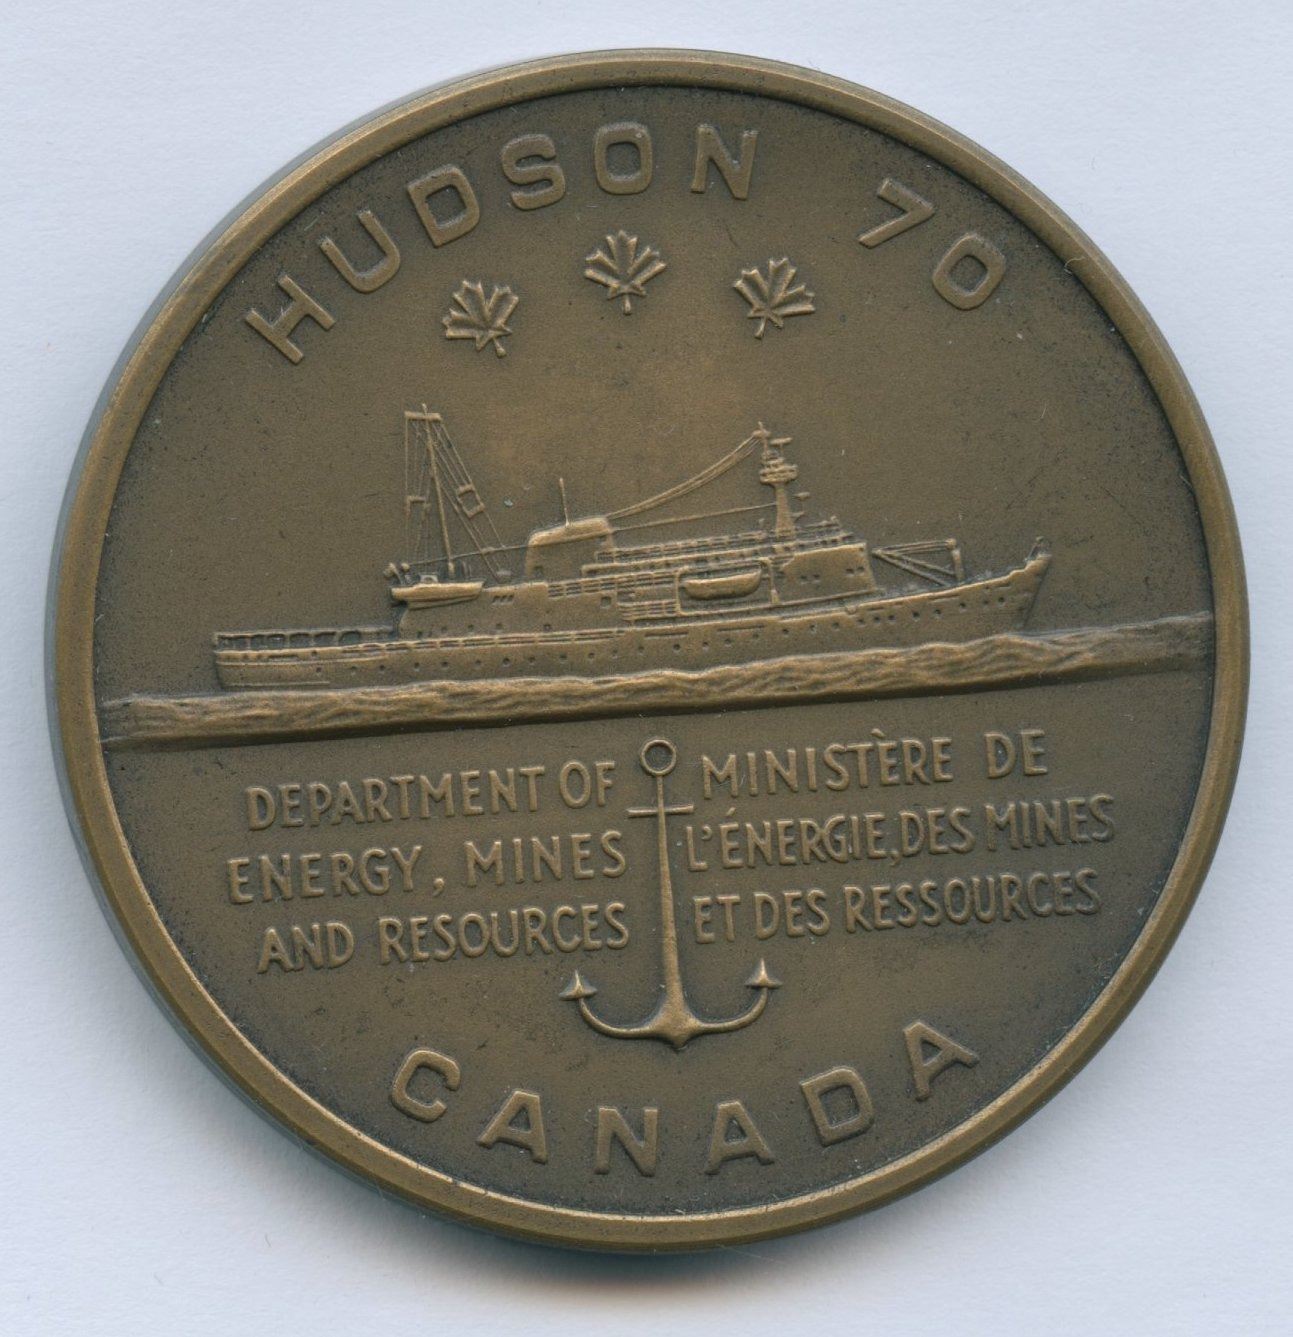 HUDSON 70
DEPARTMENT OF
ENERGY, MINES
AND RESOURCES
MINISTÈRE DE
L'ÉNERGIE, DES MINES
ET DES RESSOURCES
CANADA